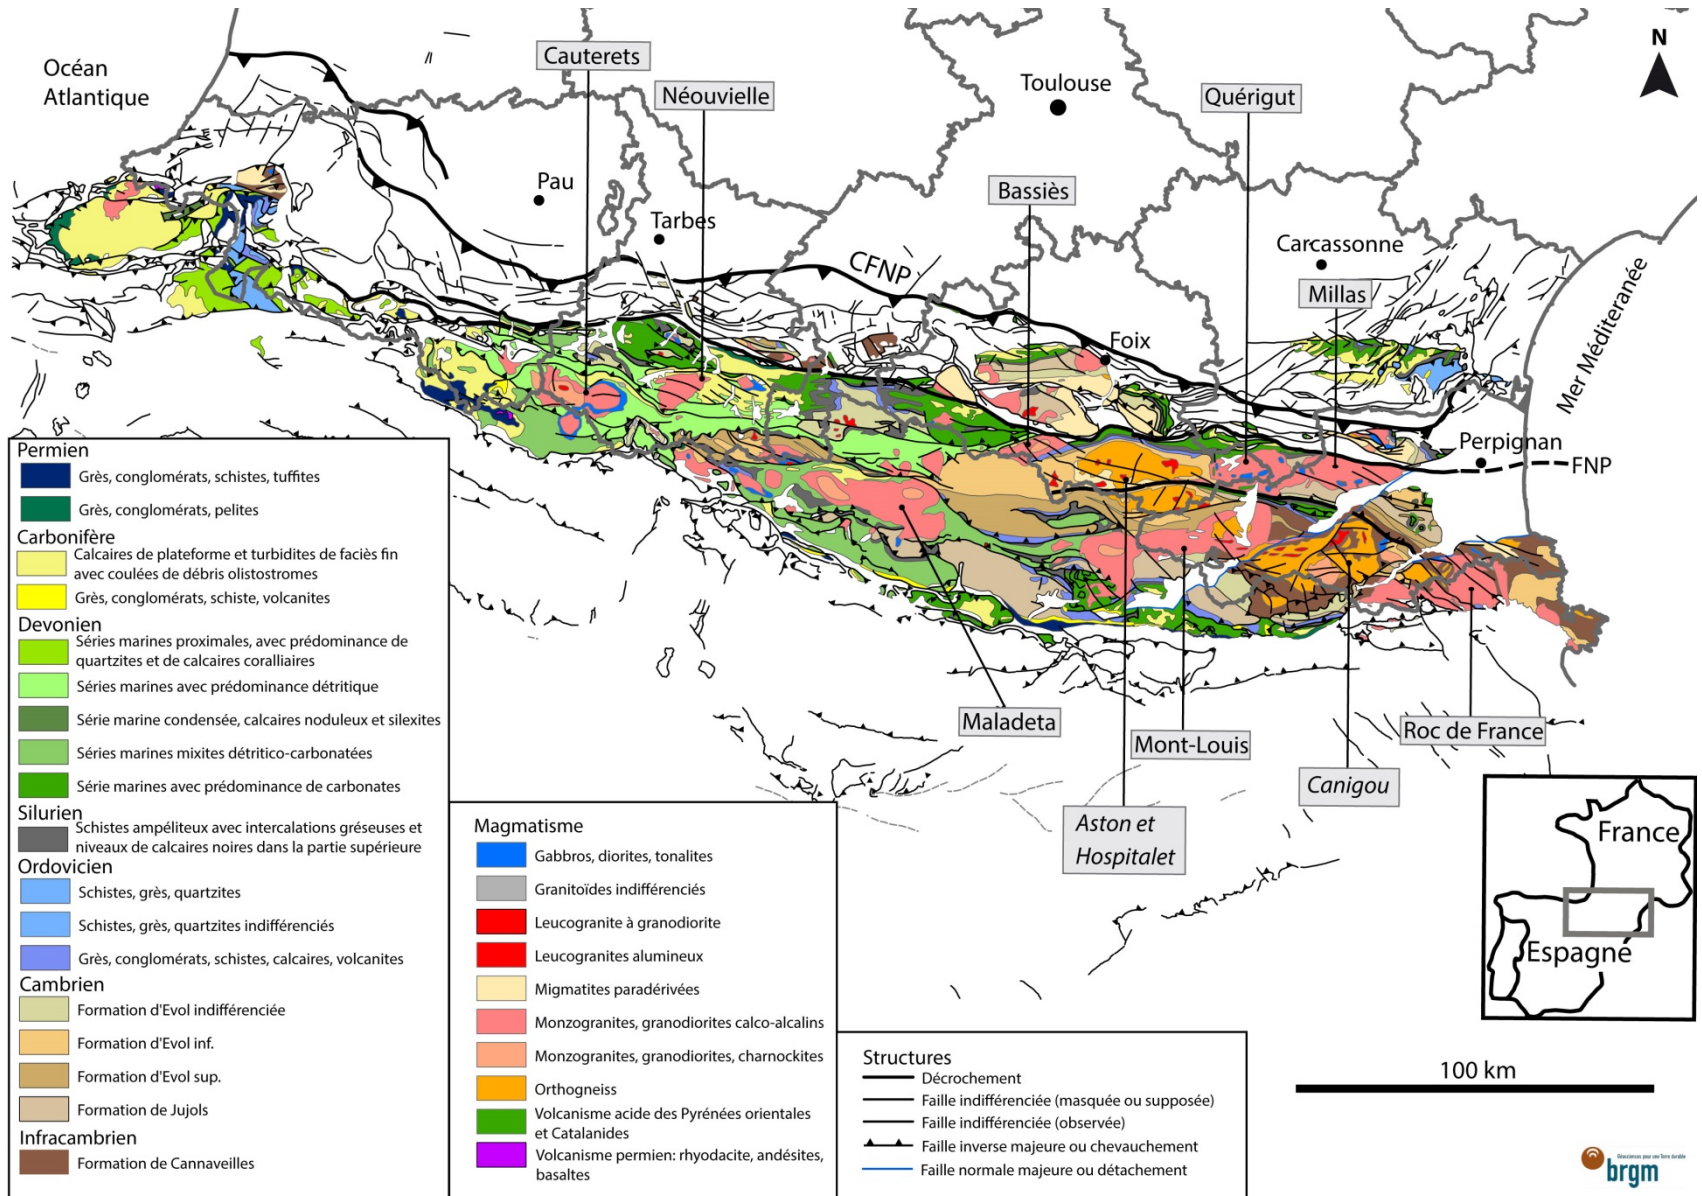 Océan
Atlantique
Cauterets
Néouvielle
Toulouse
Quérigut
N
Pau
Tarbes
Bassiès
Carcassonne
Millas
CFNP
Foix
Mer Méditeranée
Perpignan
FNP
Maladeta
Mont-Louis
Roc de France
Canigou
Aston et
Hospitalet
Permien
Grès, conglomérats, schistes, tuffites
Grès, conglomérats, pelites
Carbonifère
Calcaires de plateforme et turbidites de faciès fin
avec coulées de débris olistostromes
Grès, conglomérats, schiste, volcanites
Devonien
Séries marines proximales, avec prédominance de
quartzites et de calcaires coralliaires
Séries marines avec prédominance détritique
Série marine condensée, calcaires noduleux et silexites
Séries marines mixites détritico-carbonatées
Série marines avec prédominance de carbonates
Silurien
Schistes ampéliteux avec intercalations gréseuses et
niveaux de calcaires noires dans la partie supérieure
Ordovicien
Schistes, grès, quartzites
Schistes, grès, quartzites indifférenciés
Grès, conglomérats, schistes, calcaires, volcanites
Cambrien
Formation d'Evol indifférenciée
Formation d'Evol inf.
Formation d'Evol sup.
Formation de Jujols
Infracambrien
Formation de Cannaveilles
Magmatisme
Gabbros, diorites, tonalites
Granitoïdes indifférenciés
Leucogranite à granodiorite
Leucogranites alumineux
Migmatites paradérivées
Monzogranites, granodiorites calco-alcalins
Monzogranites, granodiorites, charnockites
Orthogneiss
Volcanisme acide des Pyrénées orientales
et Catalanides
Volcanisme permien: rhyodacite, andésites,
basaltes
Structures
Décrochement
Faille indifférenciée (masquée ou supposée)
Faille indifférenciée (observée)
Faille inverse majeure ou chevauchement
Faille normale majeure ou détachement
France
Espagne
100 km
Géosciences pour une Terre durable
brgm